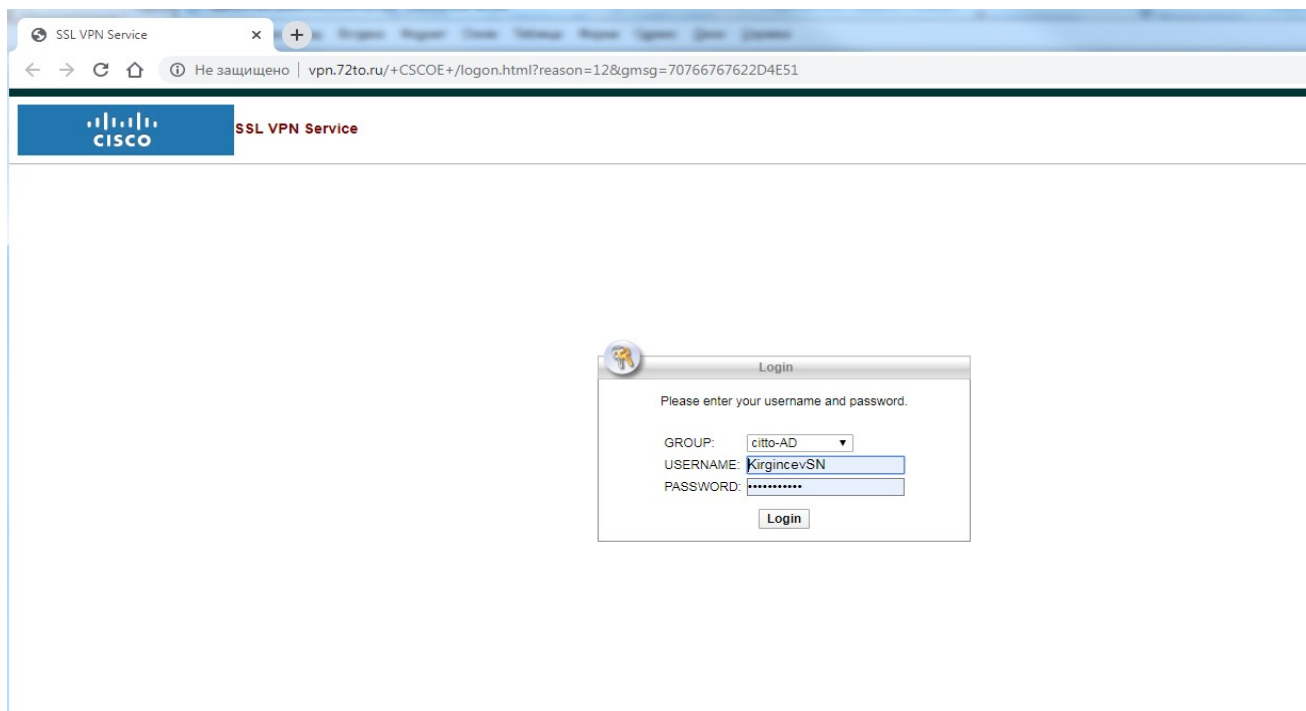 SSL VPN Service
Не защищено | vpn.72to.ru/+CSCOE+/logon.html?reason=12&gmsg=70766767622D4E51
CISCO SSL VPN Service
Login
Please enter your username and password.
GROUP: citto-AD
USERNAME: KirgincevSN
PASSWORD: •••••••••••
Login